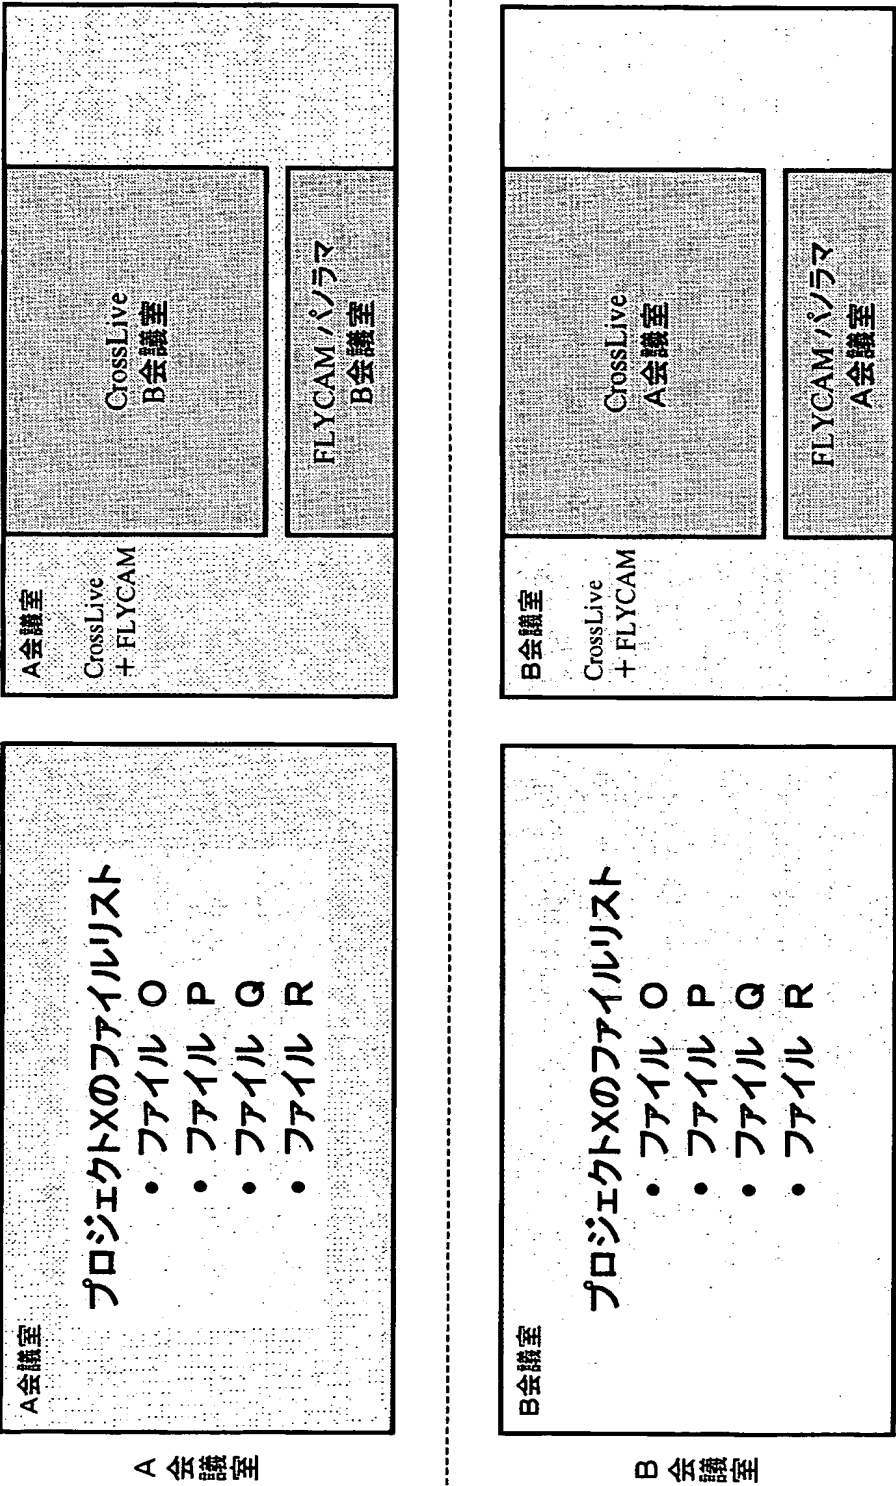 A会議室
A会議室
プロジェクトXのファイルリスト
• ファイル O
• ファイル P
• ファイル Q
• ファイル R
A会議室
CrossLive
+ FLYCAM
CrossLive
B会議室
FLYCAM パノラマ
B会議室
B会議室
B会議室
プロジェクトXのファイルリスト
• ファイル O
• ファイル P
• ファイル Q
• ファイル R
B会議室
CrossLive
+ FLYCAM
CrossLive
A会議室
FLYCAM パノラマ
A会議室